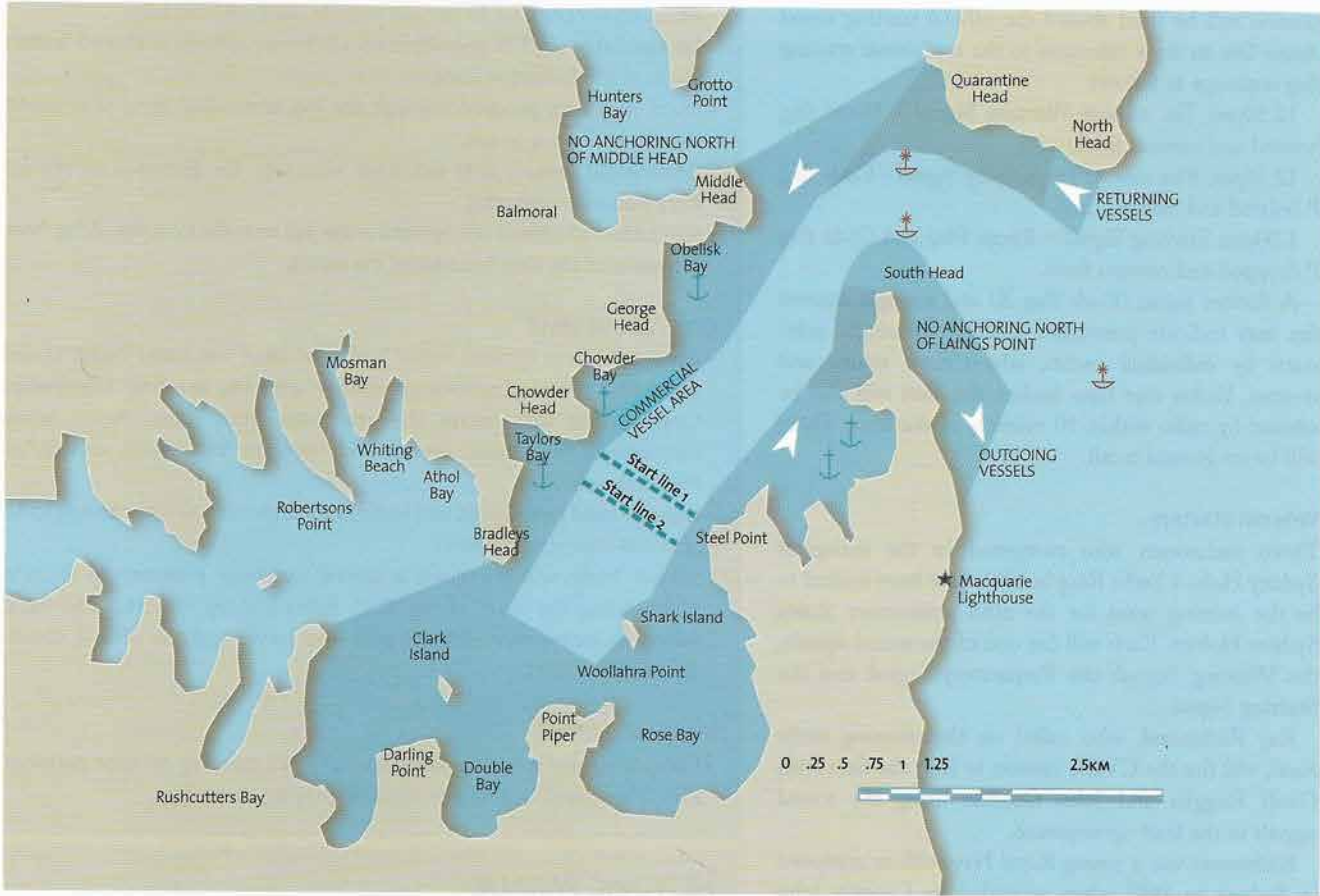 Quarantine
Head
Grotto
Point
Hunters
Bay
North
Head
NO ANCHORING NORTH
OF MIDDLE HEAD
Middle
Head
RETURNING
VESSELS
Balmoral
Obelisk
Bay
South Head
George
Head
NO ANCHORING NORTH
OF LAINGS POINT
Mosman
Bay
Chowder
Bay
Chowder
Head
COMMERCIAL
VESSEL AREA
Taylors
Bay
Whiting
Beach
Athol
Bay
OUTGOING
VESSELS
Start line 1
Start line 2
Robertsons
Point
Bradleys
Head
Steel Point
Macquarie
Lighthouse
Shark Island
Clark
Island
Woollahra Point
Point
Piper
Rose Bay
Darling
Point
Double
Bay
Rushcutters Bay
0 .25 .5 .75 1 1.25 2.5KM